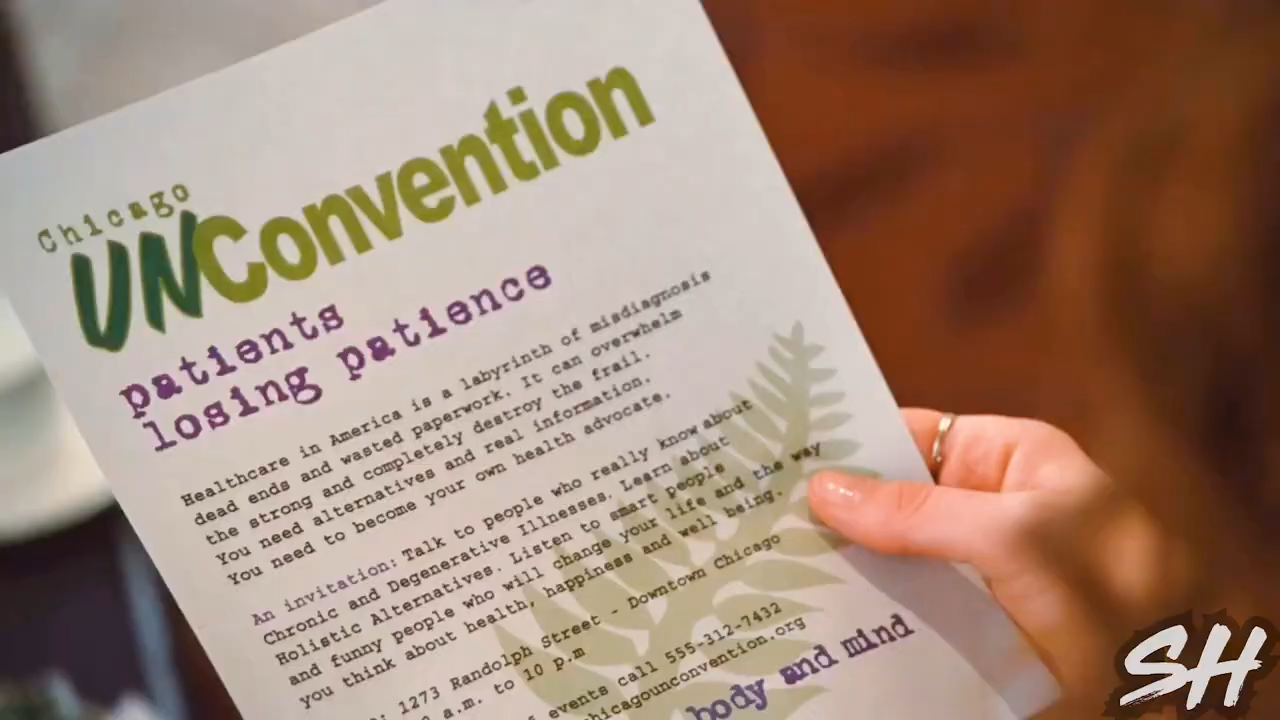 Chicago
UNConvention
patients
losing patience
Healthcare in America is a labyrinth of misdiagnosis
dead ends and wasted paperwork. It can overwhelm
the strong and completely destroy the frail.
You need alternatives and real information.
You need to become your own health advocate.
An invitation: Talk to people who really know about
Chronic and Degenerative Illnesses. Learn about
Holistic Alternatives. Listen to smart people
and funny people who will change your life and the way
you think about health, happiness and well being.
1273 Randolph Street - Downtown Chicago
a.m. to 10 p.m
events call 555-312-7432
chicagounconvention.org
body and mind
SH